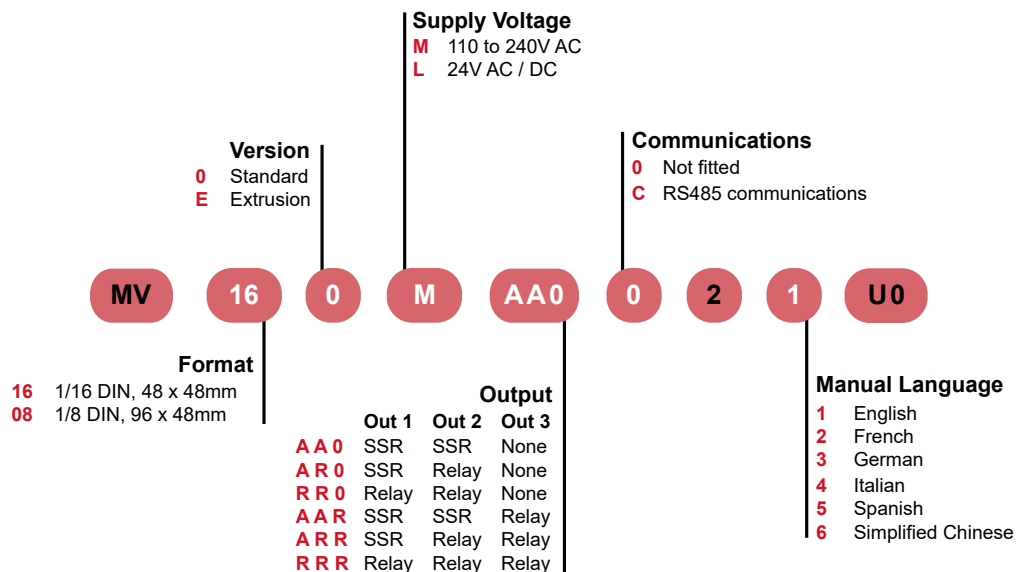 Supply Voltage
M 110 to 240V AC
L 24V AC / DC
Version
0 Standard
E Extrusion
Communications
0 Not fitted
C RS485 communications
MV 16 0 M AA0 0 2 1 U0
Format
16 1/16 DIN, 48 x 48mm
08 1/8 DIN, 96 x 48mm
Output
Out 1 Out 2 Out 3
A A 0 SSR SSR None
A R 0 SSR Relay None
R R 0 Relay Relay None
A A R SSR SSR Relay
A R R SSR Relay Relay
R R R Relay Relay Relay
Manual Language
1 English
2 French
3 German
4 Italian
5 Spanish
6 Simplified Chinese